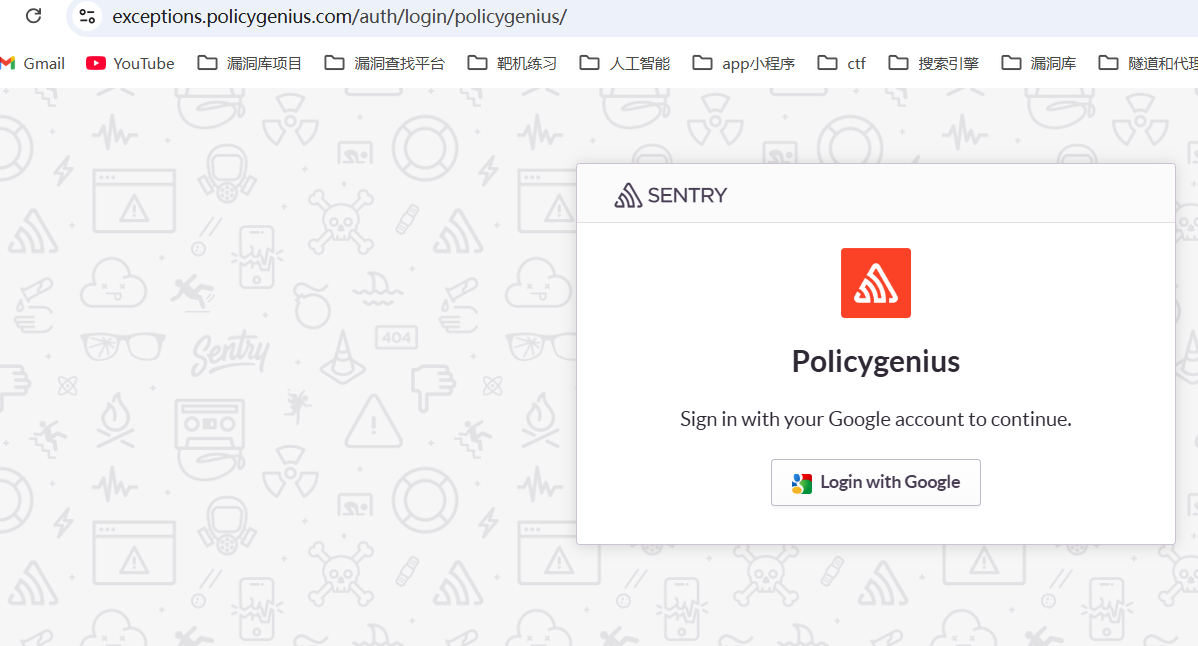 exceptions.policygenius.com/auth/login/policygenius/
Gmail YouTube 漏洞库项目 漏洞查找平台 靶机练习 人工智能 app小程序 ctf 搜索引擎 漏洞库 隧道和代理
SENTRY
Policygenius
Sign in with your Google account to continue.
Login with Google
404
Sentry